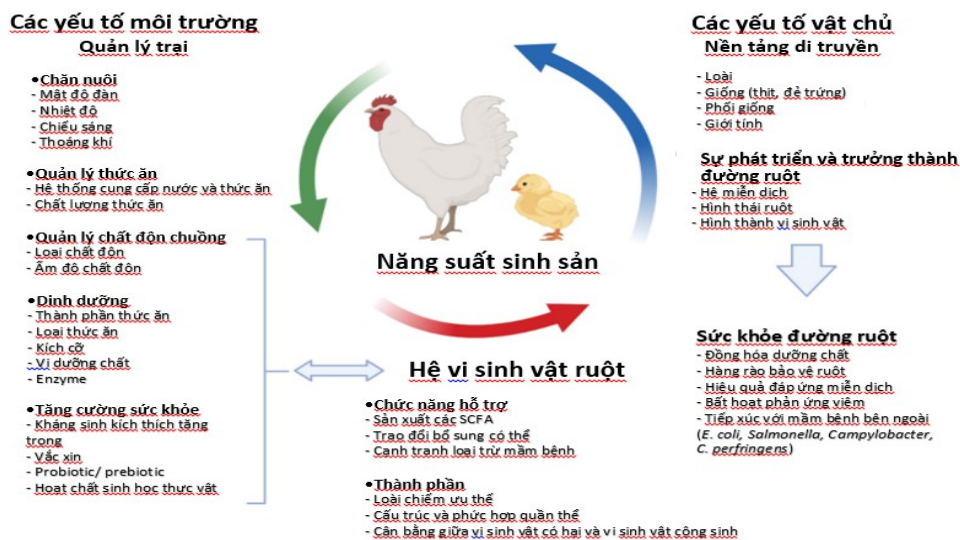 Các yếu tố môi trường
Quản lý trại
•Chăn nuôi
- Mật độ đàn
- Nhiệt độ
- Chiếu sáng
- Thoáng khí
•Quản lý thức ăn
- Hệ thống cung cấp nước và thức ăn
- Chất lượng thức ăn
•Quản lý chất độn chuồng
- Loại chất độn
- Ẩm độ chất độn
•Dinh dưỡng
- Thành phần thức ăn
- Loại thức ăn
- Kích cỡ
- Vi dưỡng chất
- Enzyme
•Tăng cường sức khỏe
- Kháng sinh kích thích tăng
trọng
- Vắc xin
- Probiotic/ prebiotic
- Hoạt chất sinh học thực vật
Năng suất sinh sản
Hệ vi sinh vật ruột
•Chức năng hỗ trợ
- Sản xuất các SCFA
- Trao đổi bổ sung có thể
- Cạnh tranh loại trừ mầm bệnh
•Thành phần
- Loài chiếm ưu thế
- Cấu trúc và phức hợp quần thể
- Cân bằng giữa vi sinh vật có hại và vi sinh vật cộng sinh
Các yếu tố vật chủ
Nền tảng di truyền
- Loài
- Giống (thịt, đẻ trứng)
- Phối giống
- Giới tính
Sự phát triển và trưởng thành
đường ruột
- Hệ miễn dịch
- Hình thái ruột
- Hình thành vi sinh vật
Sức khỏe đường ruột
- Đồng hóa dưỡng chất
- Hàng rào bảo vệ ruột
- Hiệu quả đáp ứng miễn dịch
- Bất hoạt phản ứng viêm
- Tiếp xúc với mầm bệnh bên ngoài
(E. coli, Salmonella, Campylobacter,
C. perfringens)